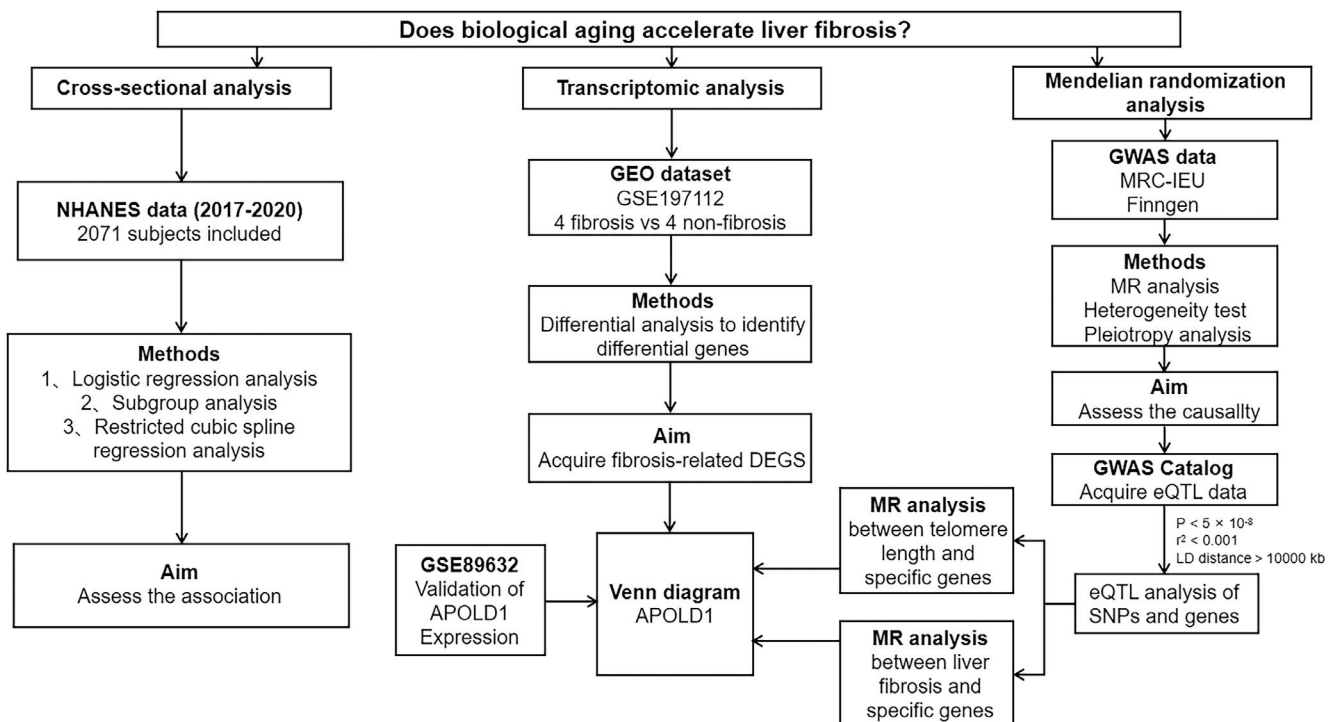 Does biological aging accelerate liver fibrosis?
Cross-sectional analysis
NHANES data (2017-2020)
2071 subjects included
Methods
1、Logistic regression analysis
2、Subgroup analysis
3、Restricted cubic spline
regression analysis
Aim
Assess the association
Transcriptomic analysis
GEO dataset
GSE197112
4 fibrosis vs 4 non-fibrosis
Methods
Differential analysis to identify
differential genes
Aim
Acquire fibrosis-related DEGS
GSE89632
Validation of
APOLD1
Expression
Venn diagram
APOLD1
Mendelian randomization
analysis
GWAS data
MRC-IEU
Finngen
Methods
MR analysis
Heterogeneity test
Pleiotropy analysis
Aim
Assess the causallty
GWAS Catalog
Acquire eQTL data
P < 5 × 10⁻⁸
r² < 0.001
LD distance > 10000 kb
eQTL analysis of
SNPs and genes
MR analysis
between telomere
length and
specific genes
MR analysis
between liver
fibrosis and
specific genes